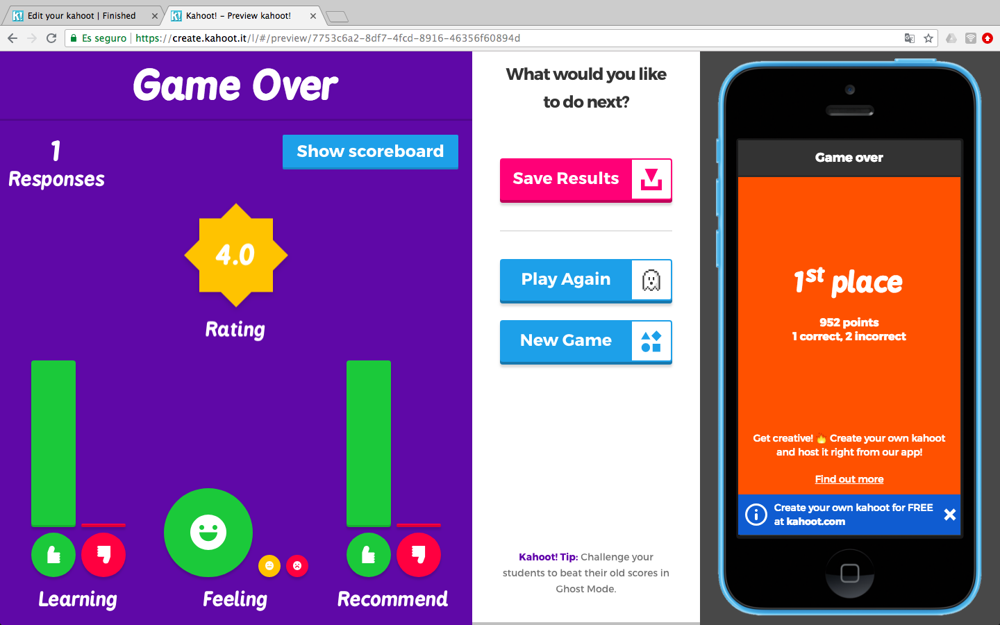 Edit your kahoot | Finished
Kahoot! – Preview kahoot!
Es seguro
https://create.kahoot.it/l/#/preview/7753c6a2-8df7-4fcd-8916-46356f60894d
Game Over
1
Responses
Show scoreboard
4.0
Rating
Learning
Feeling
Recommend
What would you like
to do next?
Save Results
Play Again
New Game
Kahoot! Tip: Challenge your
students to beat their old scores in
Ghost Mode.
Game over
1st place
952 points
1 correct, 2 incorrect
Get creative! 🔥 Create your own kahoot
and host it right from our app!
Find out more
Create your own kahoot for FREE
at kahoot.com